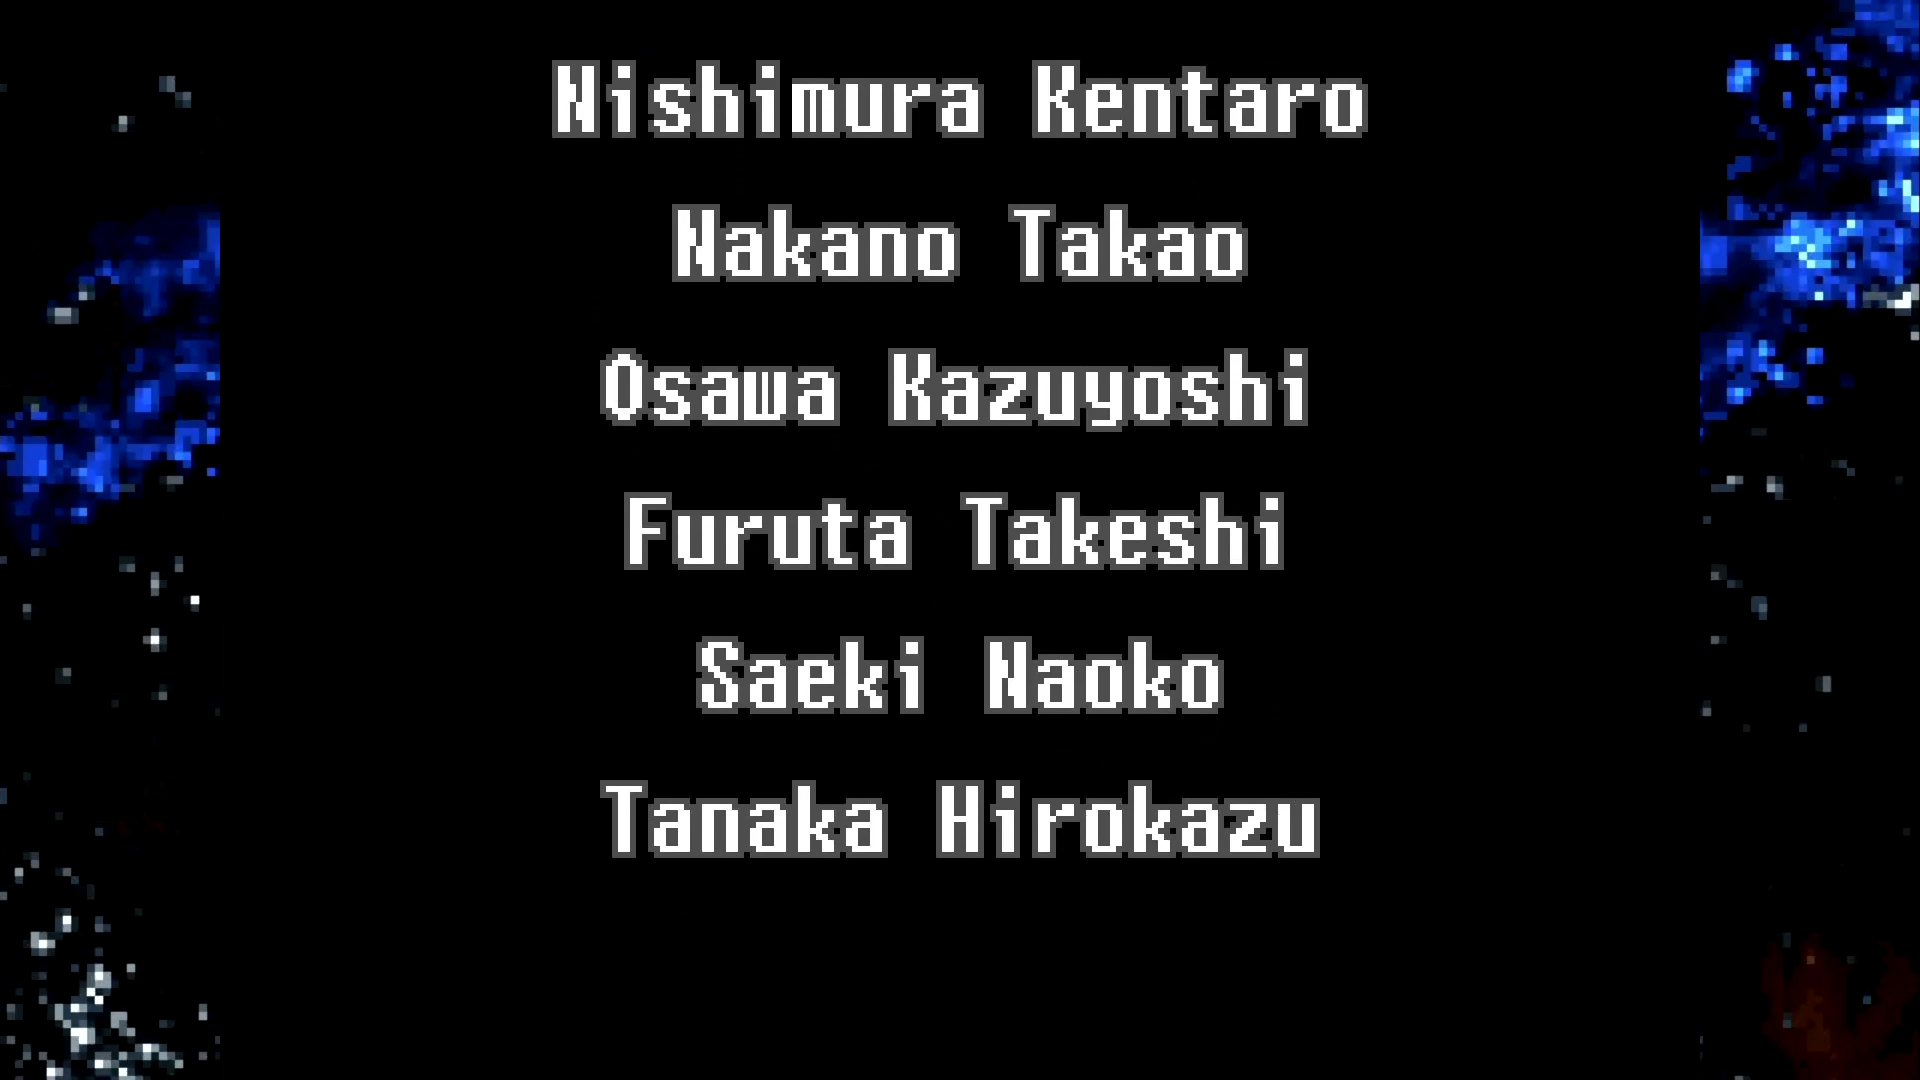 Nishimura Kentaro
Nakano Takao
Osawa Kazuyoshi
Furuta Takeshi
Saeki Naoko
Tanaka Hirokazu